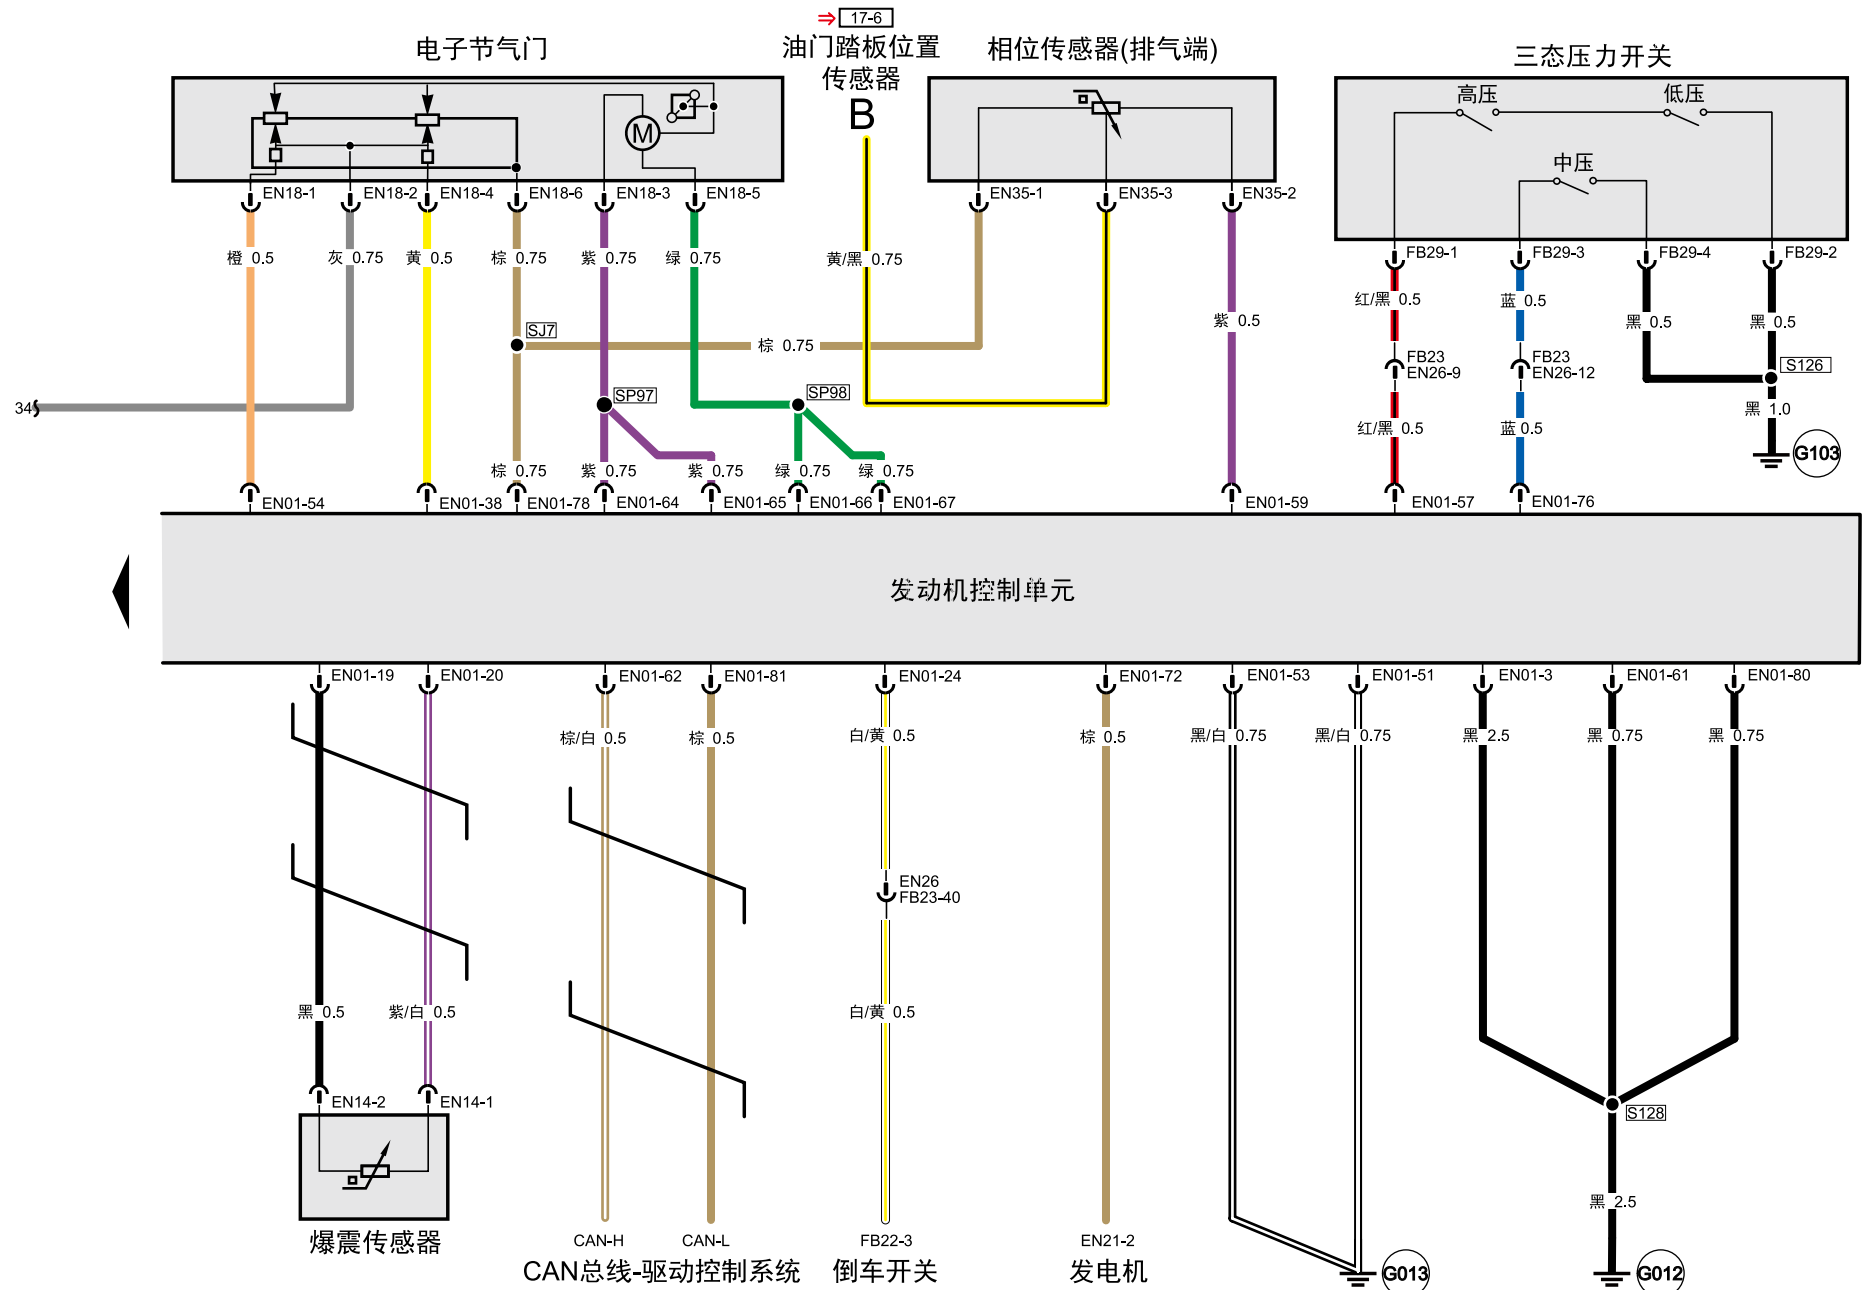 17-6
电子节气门
油门踏板位置
传感器
B
相位传感器(排气端)
三态压力开关
高压
低压
中压
M
EN18-1
EN18-2
EN18-4
EN18-6
EN18-3
EN18-5
EN35-1
EN35-3
EN35-2
FB29-1
FB29-3
FB29-4
FB29-2
橙 0.5
灰 0.75
黄 0.5
棕 0.75
紫 0.75
绿 0.75
黄/黑 0.75
红/黑 0.5
蓝 0.5
紫 0.5
黑 0.5
黑 0.5
SJ7
棕 0.75
FB23
EN26-9
FB23
EN26-12
S126
34
SP97
SP98
黑 1.0
红/黑 0.5
蓝 0.5
G103
棕 0.75
紫 0.75
紫 0.75
绿 0.75
绿 0.75
EN01-54
EN01-38
EN01-78
EN01-64
EN01-65
EN01-66
EN01-67
EN01-59
EN01-57
EN01-76
发动机控制单元
EN01-19
EN01-20
EN01-62
EN01-81
EN01-24
EN01-72
EN01-53
EN01-51
EN01-3
EN01-61
EN01-80
棕/白 0.5
棕 0.5
白/黄 0.5
棕 0.5
黑/白 0.75
黑/白 0.75
黑 2.5
黑 0.75
黑 0.75
EN26
FB23-40
黑 0.5
紫/白 0.5
白/黄 0.5
EN14-2
EN14-1
S128
黑 2.5
爆震传感器
CAN-H
CAN-L
FB22-3
EN21-2
CAN总线-驱动控制系统
倒车开关
发电机
G013
G012